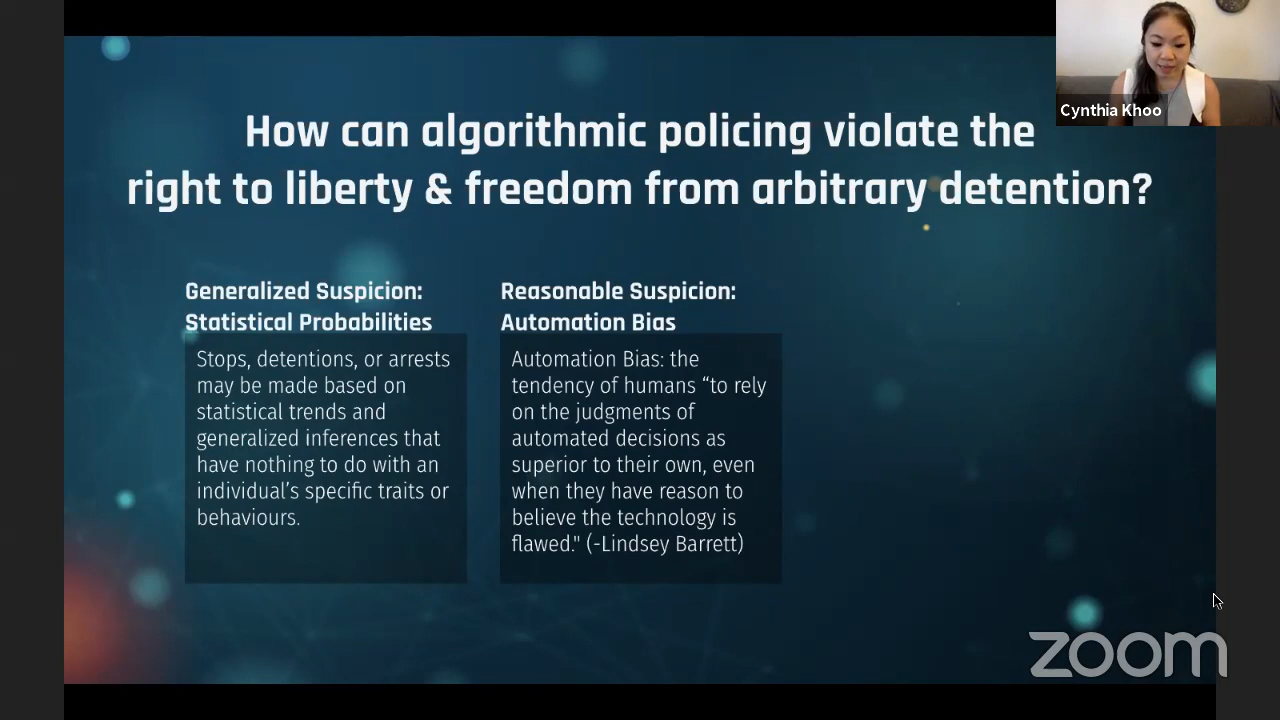 Cynthia Khoo
How can algorithmic policing violate the
right to liberty & freedom from arbitrary detention?
Generalized Suspicion:
Statistical Probabilities
Stops, detentions, or arrests
may be made based on
statistical trends and
generalized inferences that
have nothing to do with an
individual’s specific traits or
behaviours.
Reasonable Suspicion:
Automation Bias
Automation Bias: the
tendency of humans “to rely
on the judgments of
automated decisions as
superior to their own, even
when they have reason to
believe the technology is
flawed." (-Lindsey Barrett)
zoom